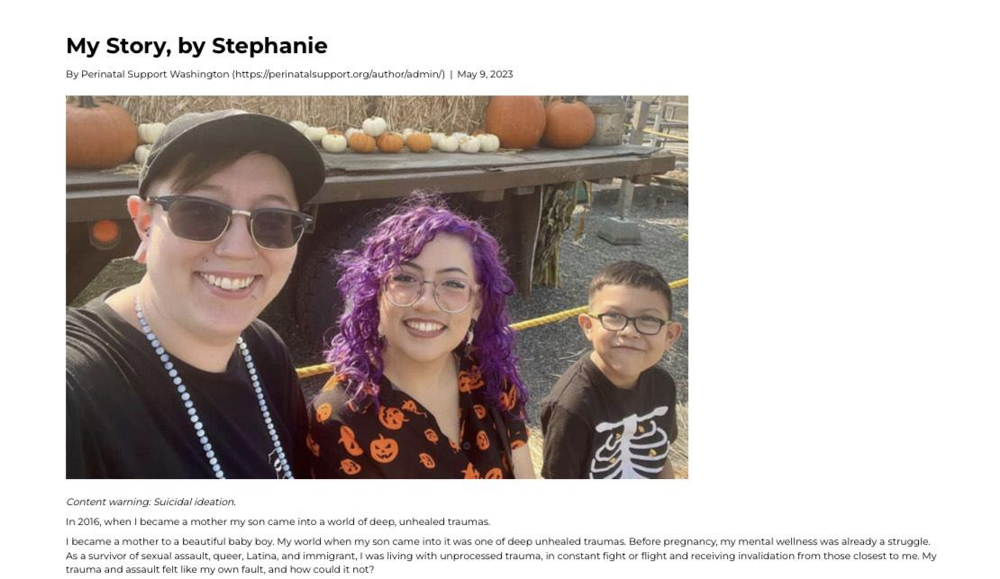 My Story, by Stephanie
By Perinatal Support Washington (https://perinatalsupport.org/author/admin/) | May 9, 2023
Content warning: Suicidal ideation.
In 2016, when I became a mother my son came into a world of deep, unhealed traumas.
I became a mother to a beautiful baby boy. My world when my son came into it was one of deep unhealed traumas. Before pregnancy, my mental wellness was already a struggle.
As a survivor of sexual assault, queer, Latina, and immigrant, I was living with unprocessed trauma, in constant fight or flight and receiving invalidation from those closest to me. My
trauma and assault felt like my own fault, and how could it not?